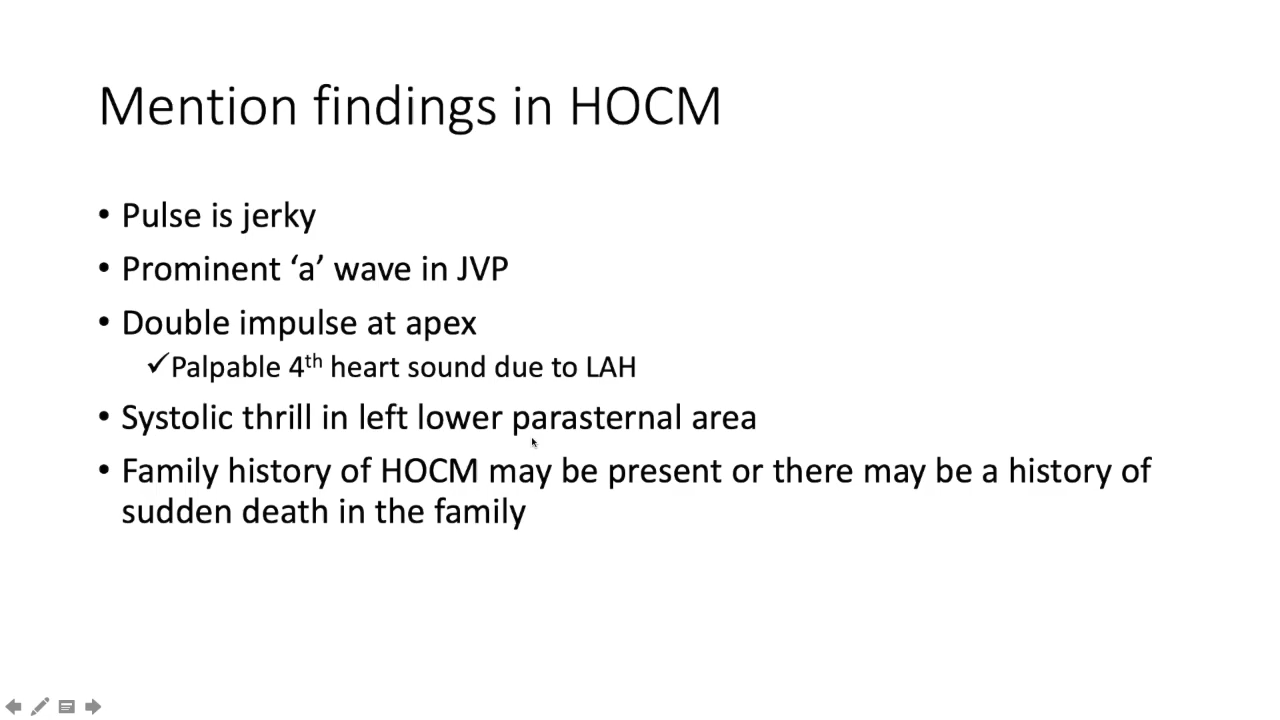 Mention findings in HOCM
• Pulse is jerky
• Prominent ‘a’ wave in JVP
• Double impulse at apex
✓Palpable 4th heart sound due to LAH
• Systolic thrill in left lower parasternal area
• Family history of HOCM may be present or there may be a history of
sudden death in the family